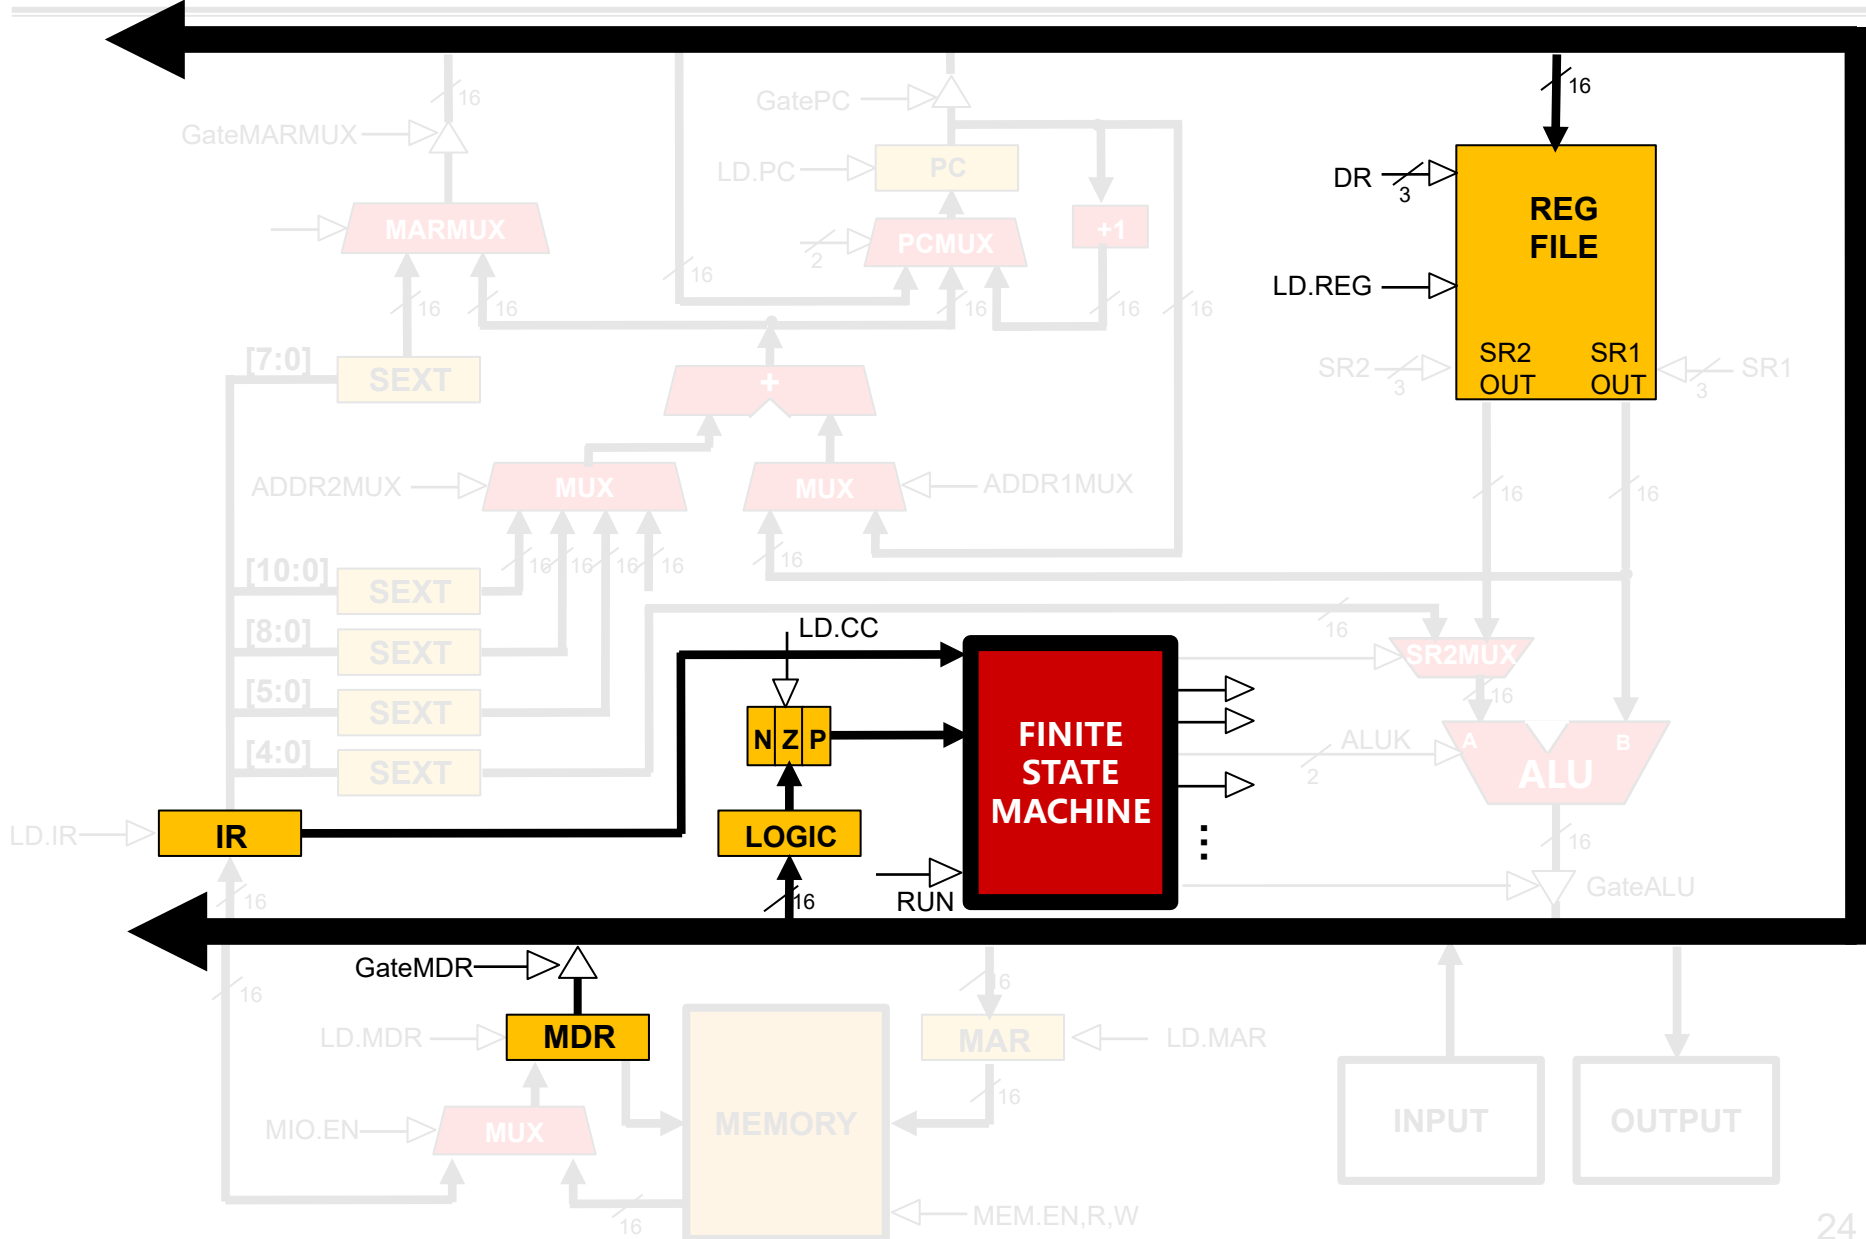 16
16
GatePC
GateMARMUX
LD.PC
PC
DR
3
REG
FILE
MARMUX
2
PCMUX
+1
16
LD.REG
16
16
16
16
16
[7:0]
SEXT
+
SR2
3
SR2
OUT
SR1
OUT
3
SR1
ADDR2MUX
MUX
MUX
ADDR1MUX
16
16
[10:0]
SEXT
16
16
16
16
16
[8:0]
SEXT
LD.CC
16
SR2MUX
[5:0]
SEXT
16
N Z P
FINITE
STATE
MACHINE
[4:0]
SEXT
ALUK
2
A
B
ALU
LD.IR
IR
LOGIC
⋮
16
16
16
RUN
GateALU
GateMDR
16
16
LD.MDR
MDR
MAR
LD.MAR
16
MIO.EN
MUX
MEMORY
INPUT
OUTPUT
16
MEM.EN,R,W
24